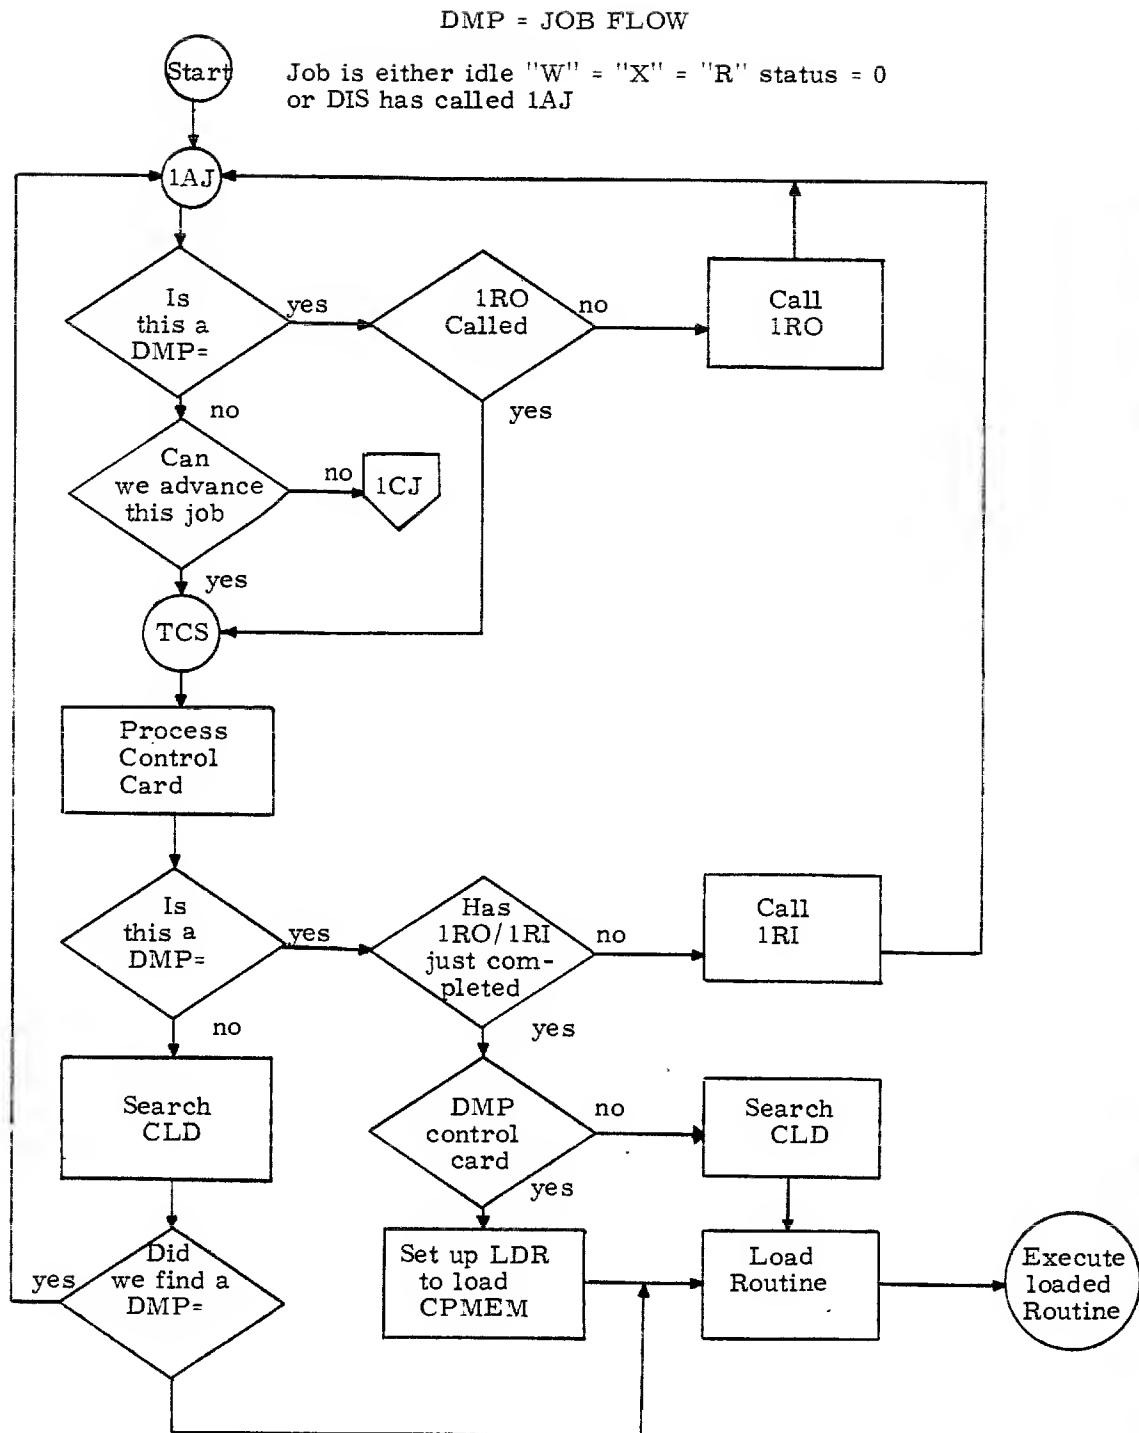 DMP = JOB FLOW
Start
Job is either idle "W" = "X" = "R" status = 0
or DIS has called 1AJ
1AJ
Is
this a
DMP=
yes
1RO
Called
no
Call
1RO
no
yes
Can
we advance
this job
no
1CJ
yes
TCS
Process
Control
Card
Is
this a
DMP=
yes
Has
1RO/1RI
just com-
pleted
no
Call
1RI
no
yes
Search
CLD
DMP
control
card
no
Search
CLD
yes
Did
we find a
DMP=
yes
Set up LDR
to load
CPMEM
Load
Routine
Execute
loaded
Routine